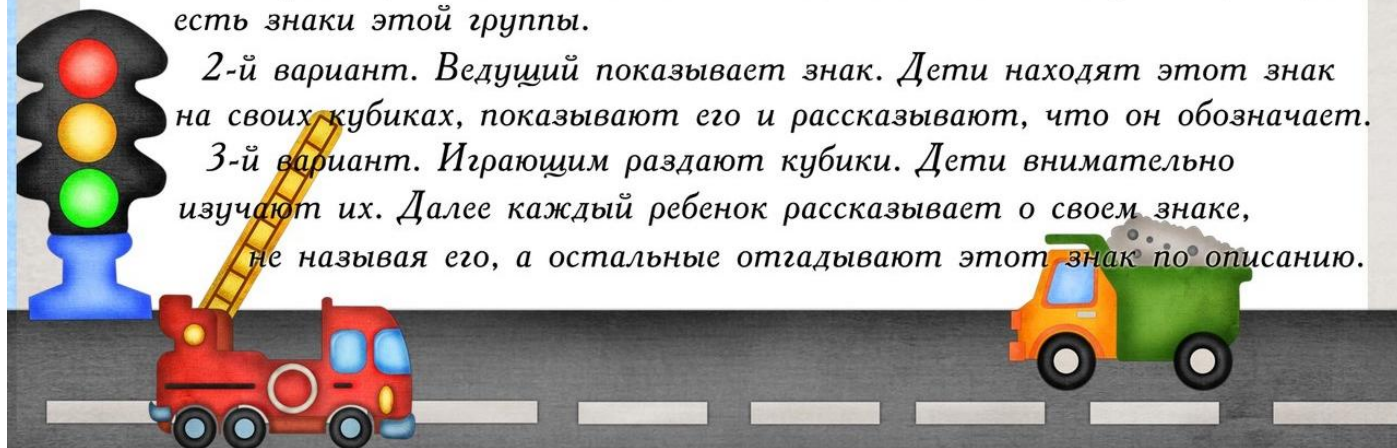 есть знаки этой группы.
2-й вариант. Ведущий показывает знак. Дети находят этот знак
на своих кубиках, показывают его и рассказывают, что он обозначает.
3-й вариант. Играющим раздают кубики. Дети внимательно
изучают их. Далее каждый ребенок рассказывает о своем знаке,
не называя его, а остальные отгадывают этот знак по описанию.